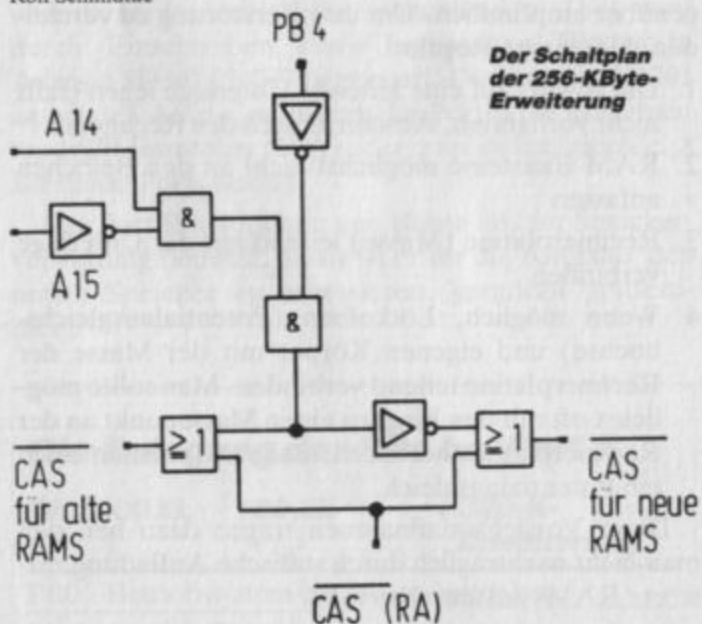 PB 4
Der Schaltplan
der 256-KByte-
Erweiterung
A 14
&
A15
&
≥1
≥1
CAS
für alte
RAMS
CAS
für neue
RAMS
CAS (RA)